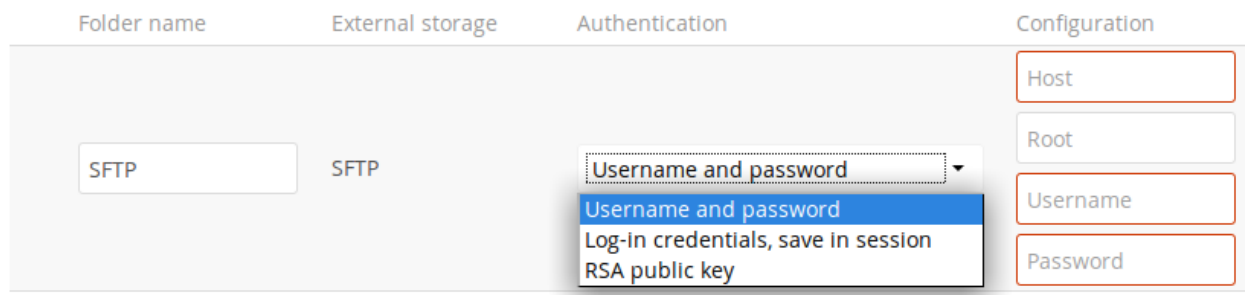 Folder name External storage Authentication Configuration
Host
Root
SFTP SFTP Username and password
Username and password
Username
Log-in credentials, save in session
RSA public key
Password